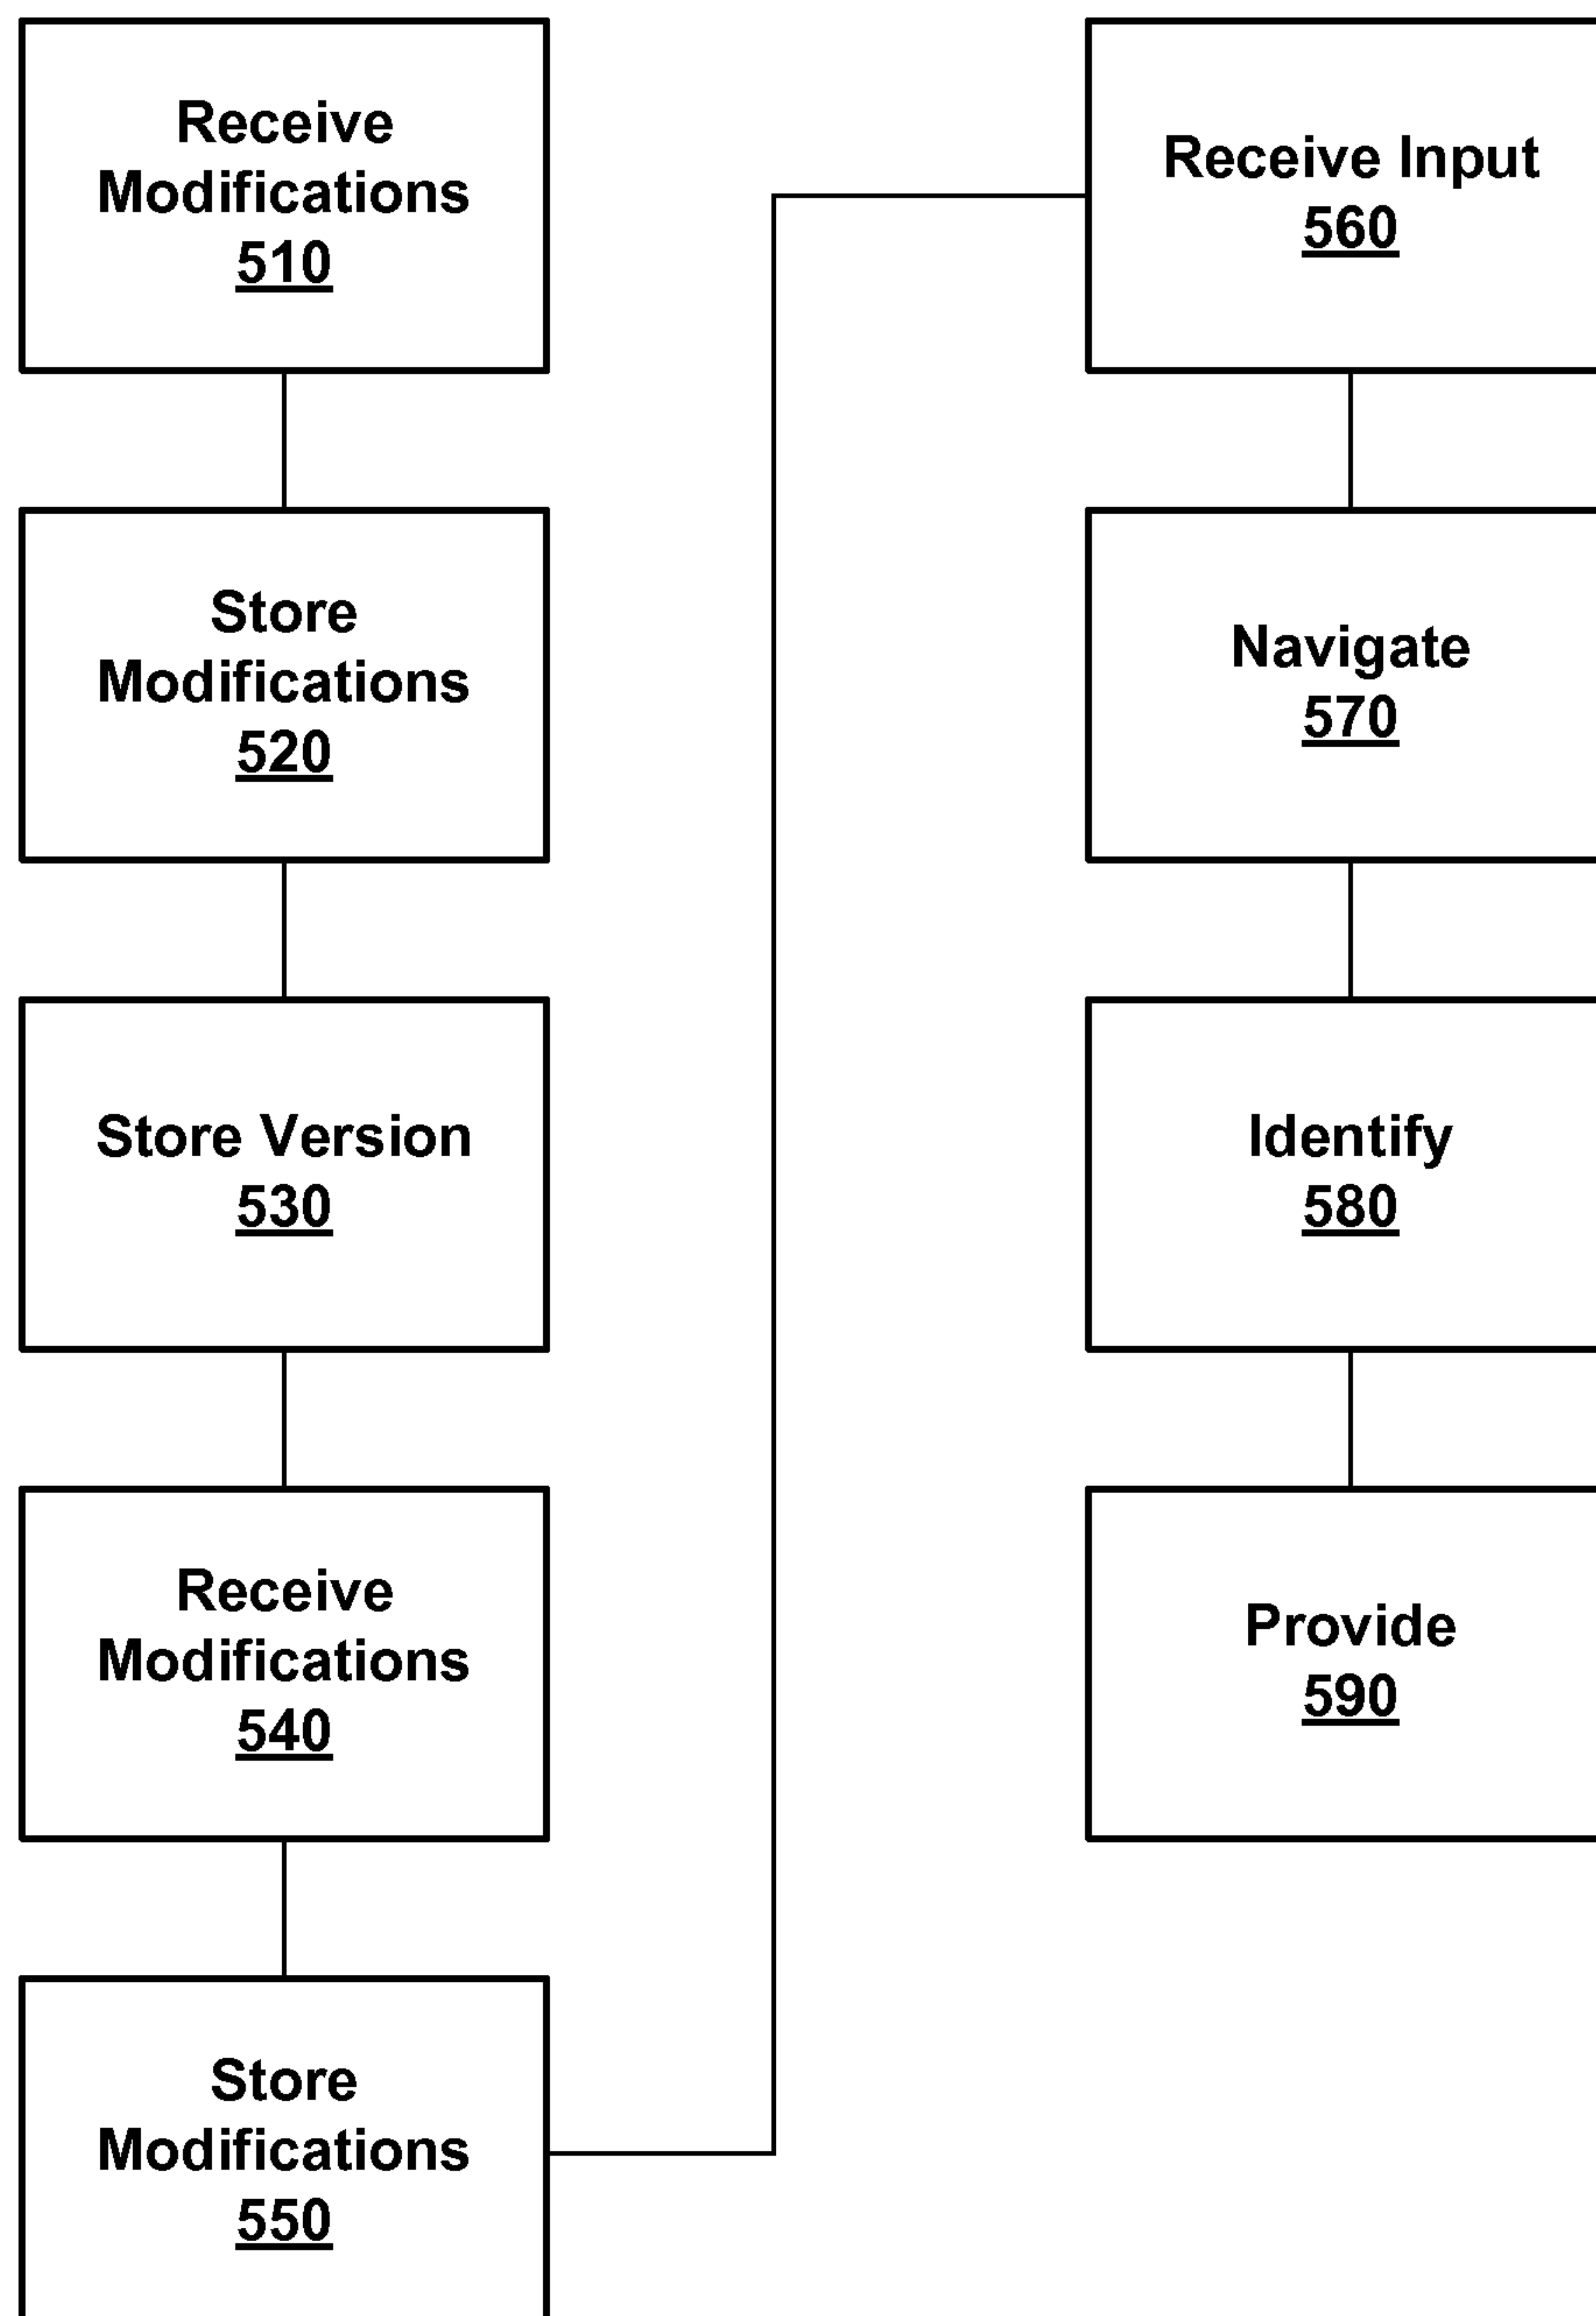 Receive
Modifications
510
Store
Modifications
520
Store Version
530
Receive
Modifications
540
Store
Modifications
550
Receive Input
560
Navigate
570
Identify
580
Provide
590